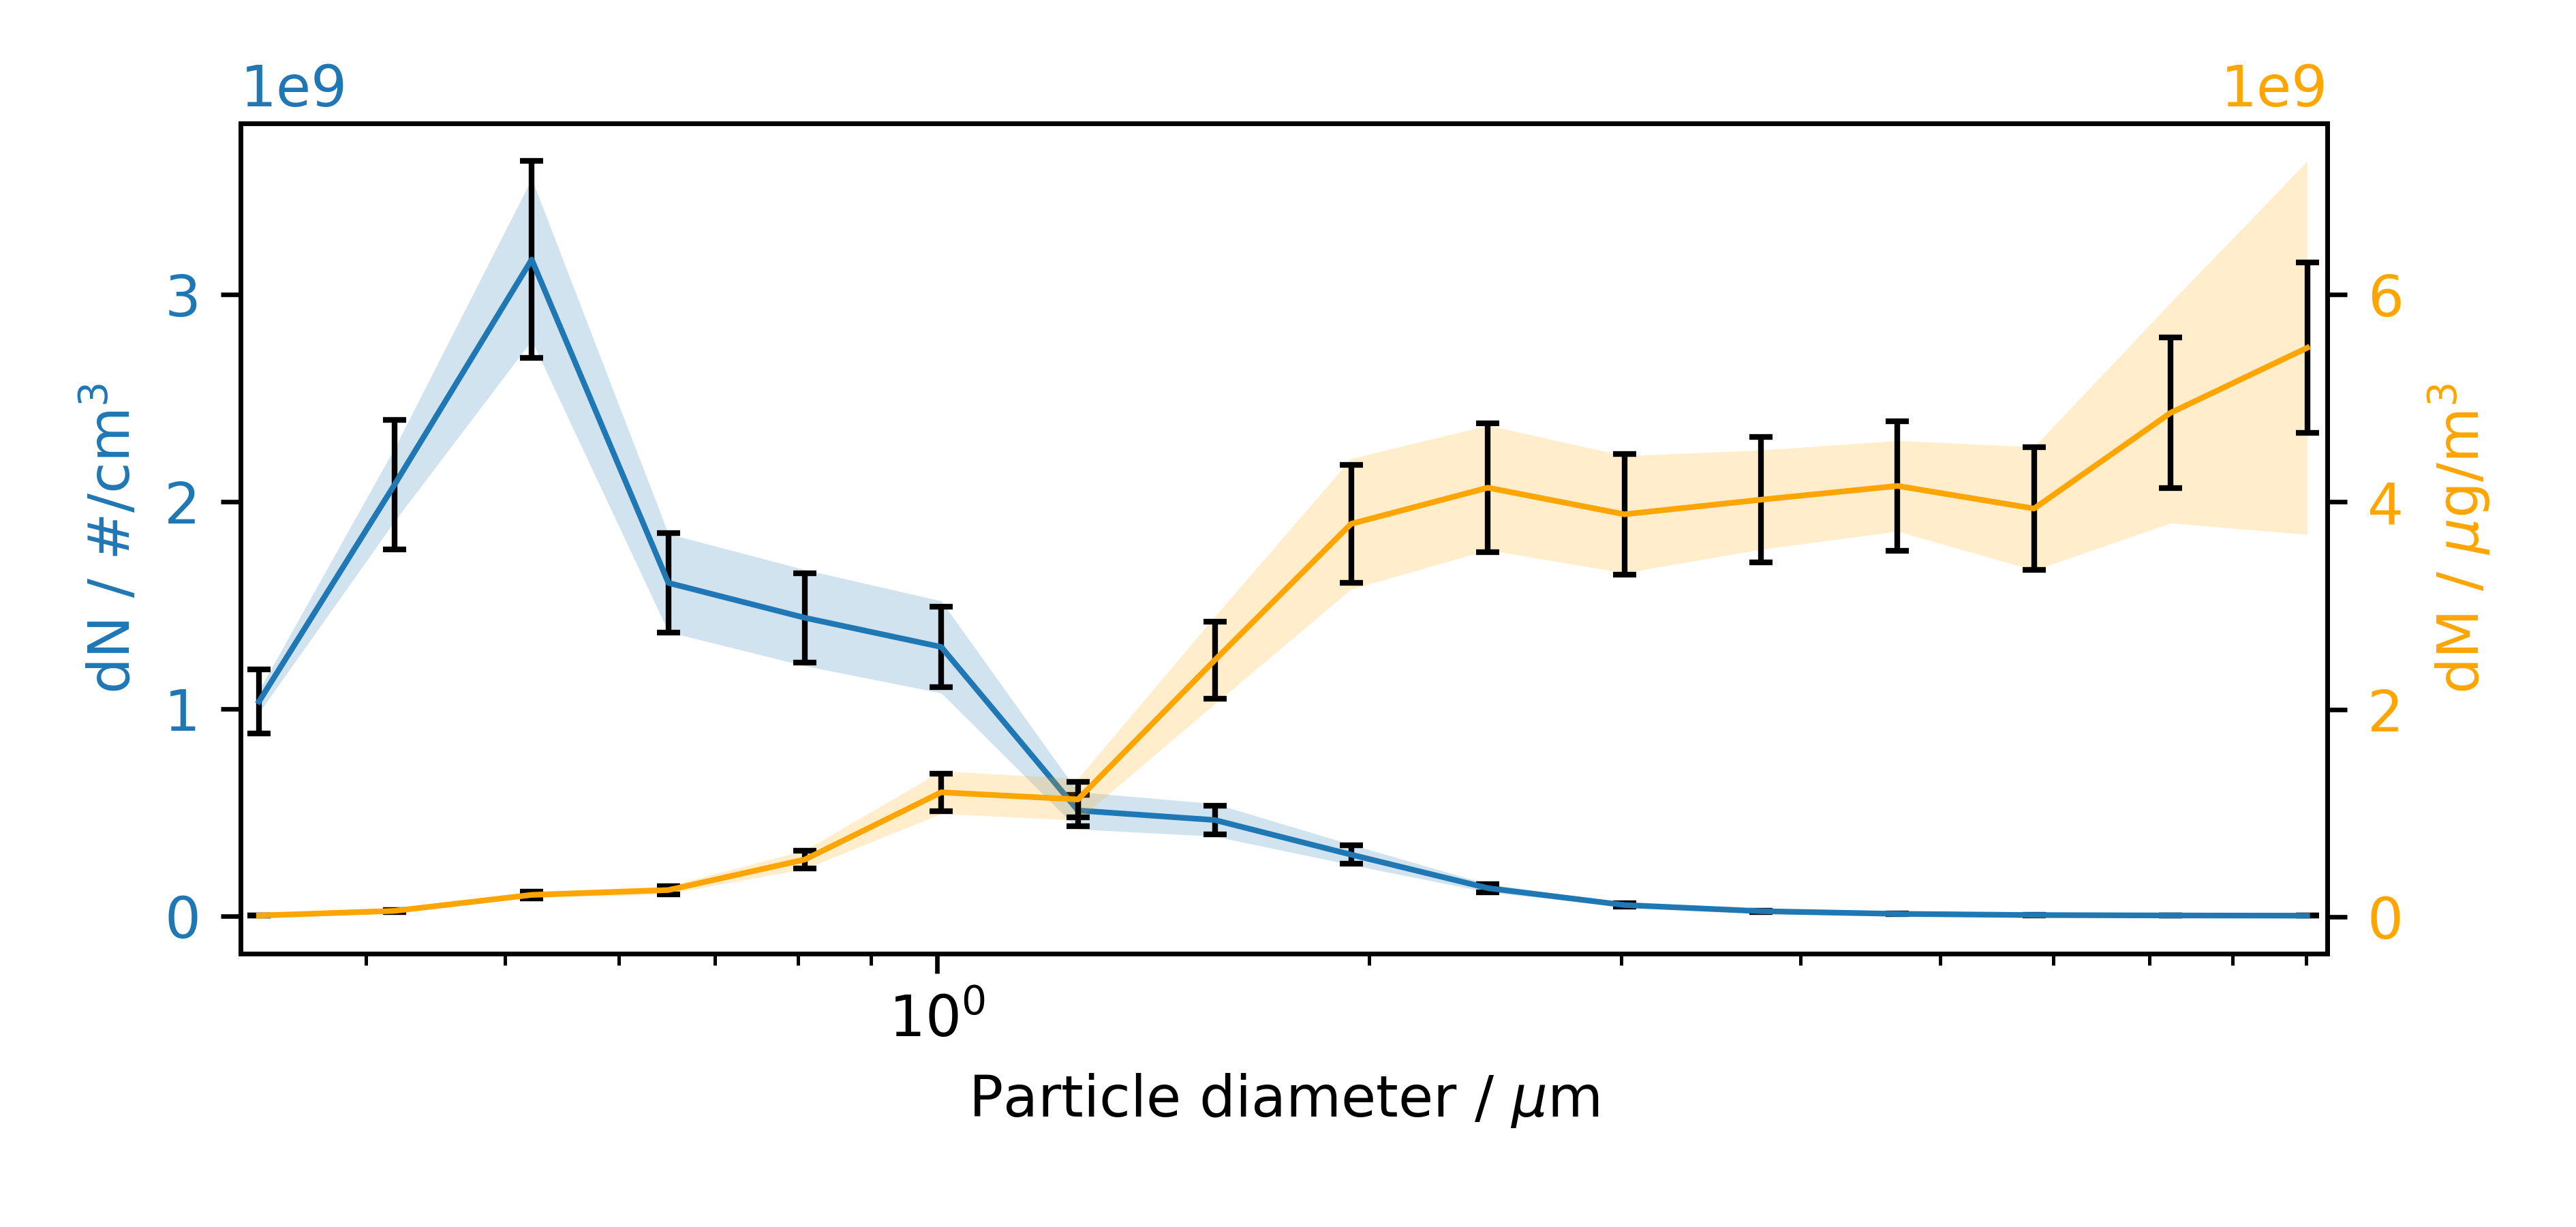 1e9
1e9
3
2
1
0
dN / #/cm³
6
4
2
0
dM / μg/m³
10⁰
Particle diameter / μm